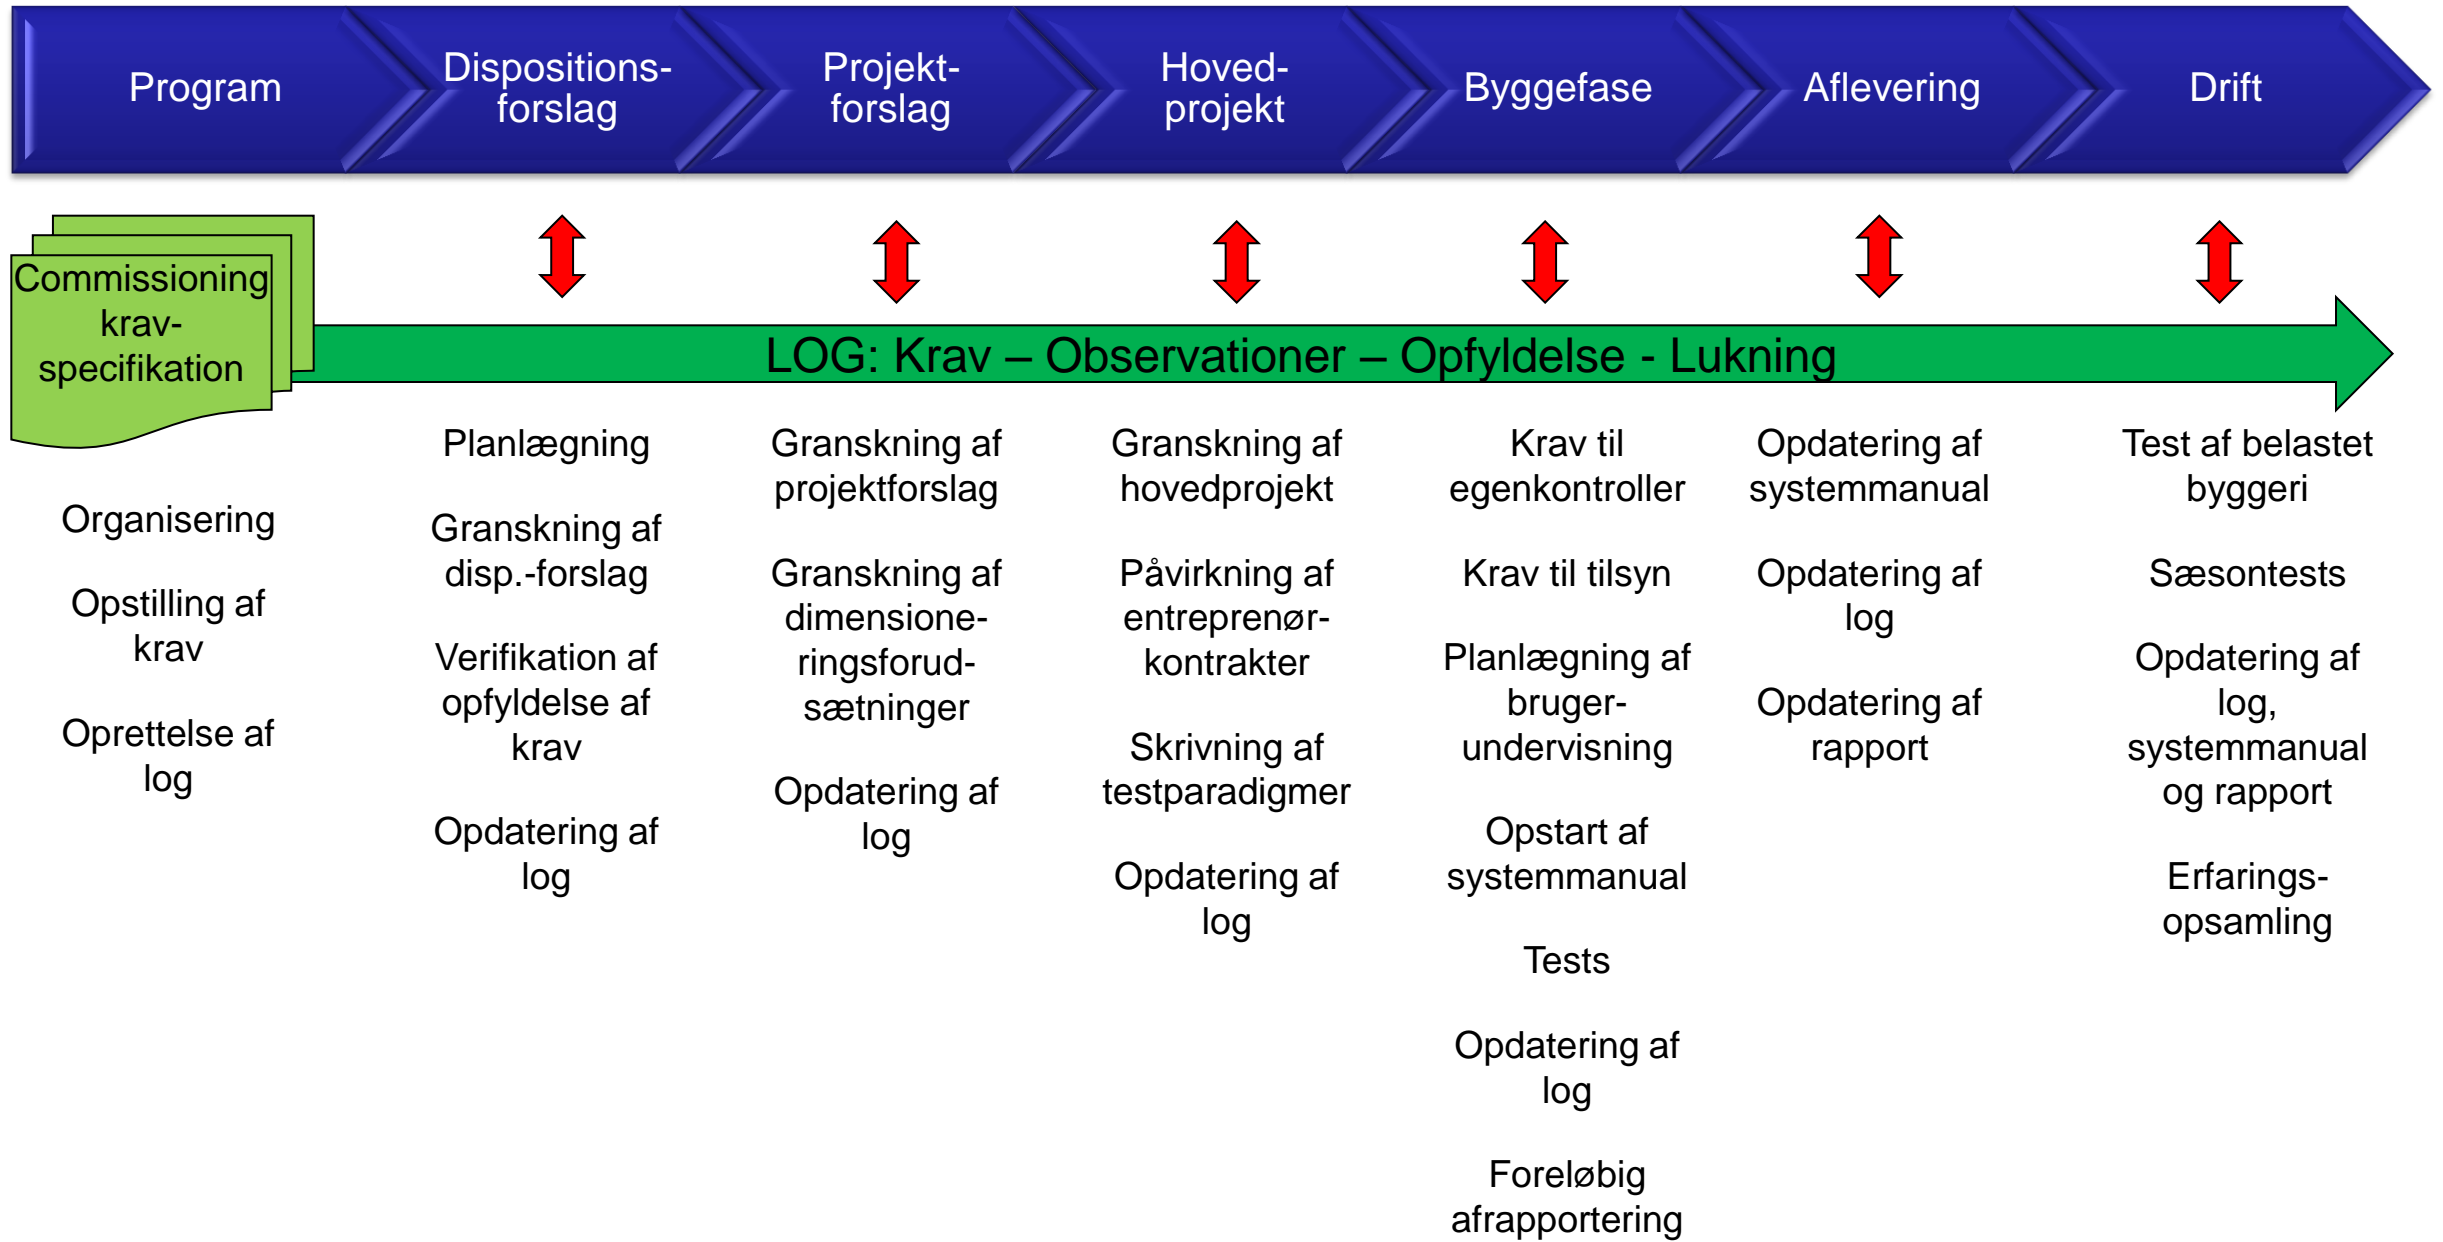 Program
Dispositions-
forslag
Projekt-
forslag
Hoved-
projekt
Byggefase
Aflevering
Drift
Commissioning
krav-
specifikation
LOG: Krav – Observationer – Opfyldelse - Lukning
Organisering
Opstilling af
krav
Oprettelse af
log
Planlægning
Granskning af
disp.-forslag
Verifikation af
opfyldelse af
krav
Opdatering af
log
Granskning af
projektforslag
Granskning af
dimensione-
ringsforud-
sætninger
Opdatering af
log
Granskning af
hovedprojekt
Påvirkning af
entreprenør-
kontrakter
Skrivning af
testparadigmer
Opdatering af
log
Krav til
egenkontroller
Krav til tilsyn
Planlægning af
bruger-
undervisning
Opstart af
systemmanual
Tests
Opdatering af
log
Foreløbig
afrapportering
Opdatering af
systemmanual
Opdatering af
log
Opdatering af
rapport
Test af belastet
byggeri
Sæsontests
Opdatering af
log,
systemmanual
og rapport
Erfarings-
opsamling